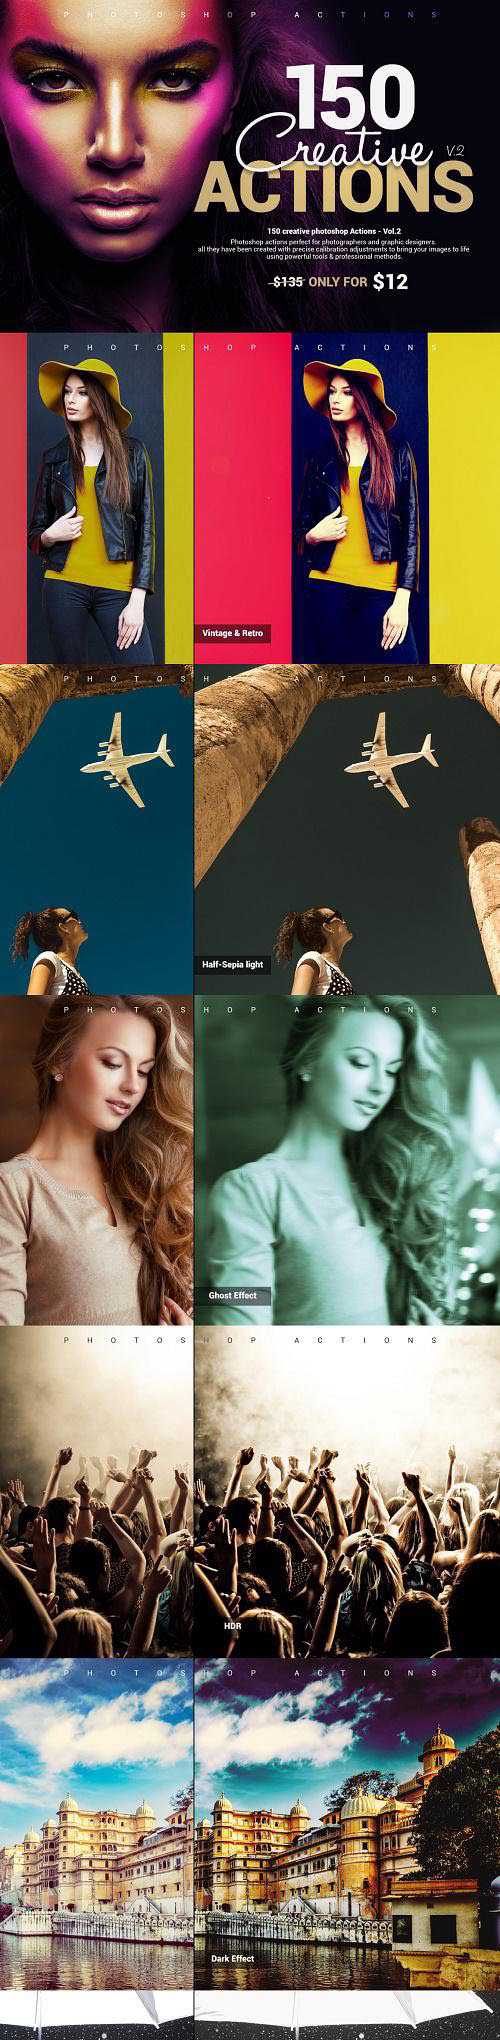 PHOTOSHOP ACTIONS
150
Creative V.2
ACTIONS
150 creative photoshop Actions - Vol.2
Photoshop actions perfect for photographers and graphic designers.
all they have been created with precise calibration adjustments to bring your images to life
using powerful tools & professional methods.
$135 ONLY FOR $12
PHOTOSHOP ACTIONS
Vintage & Retro
PHOTOSHOP ACTIONS
Half-Sepia light
PHOTOSHOP ACTIONS
Ghost Effect
PHOTOSHOP ACTIONS
HDR
PHOTOSHOP ACTIONS
Dark Effect